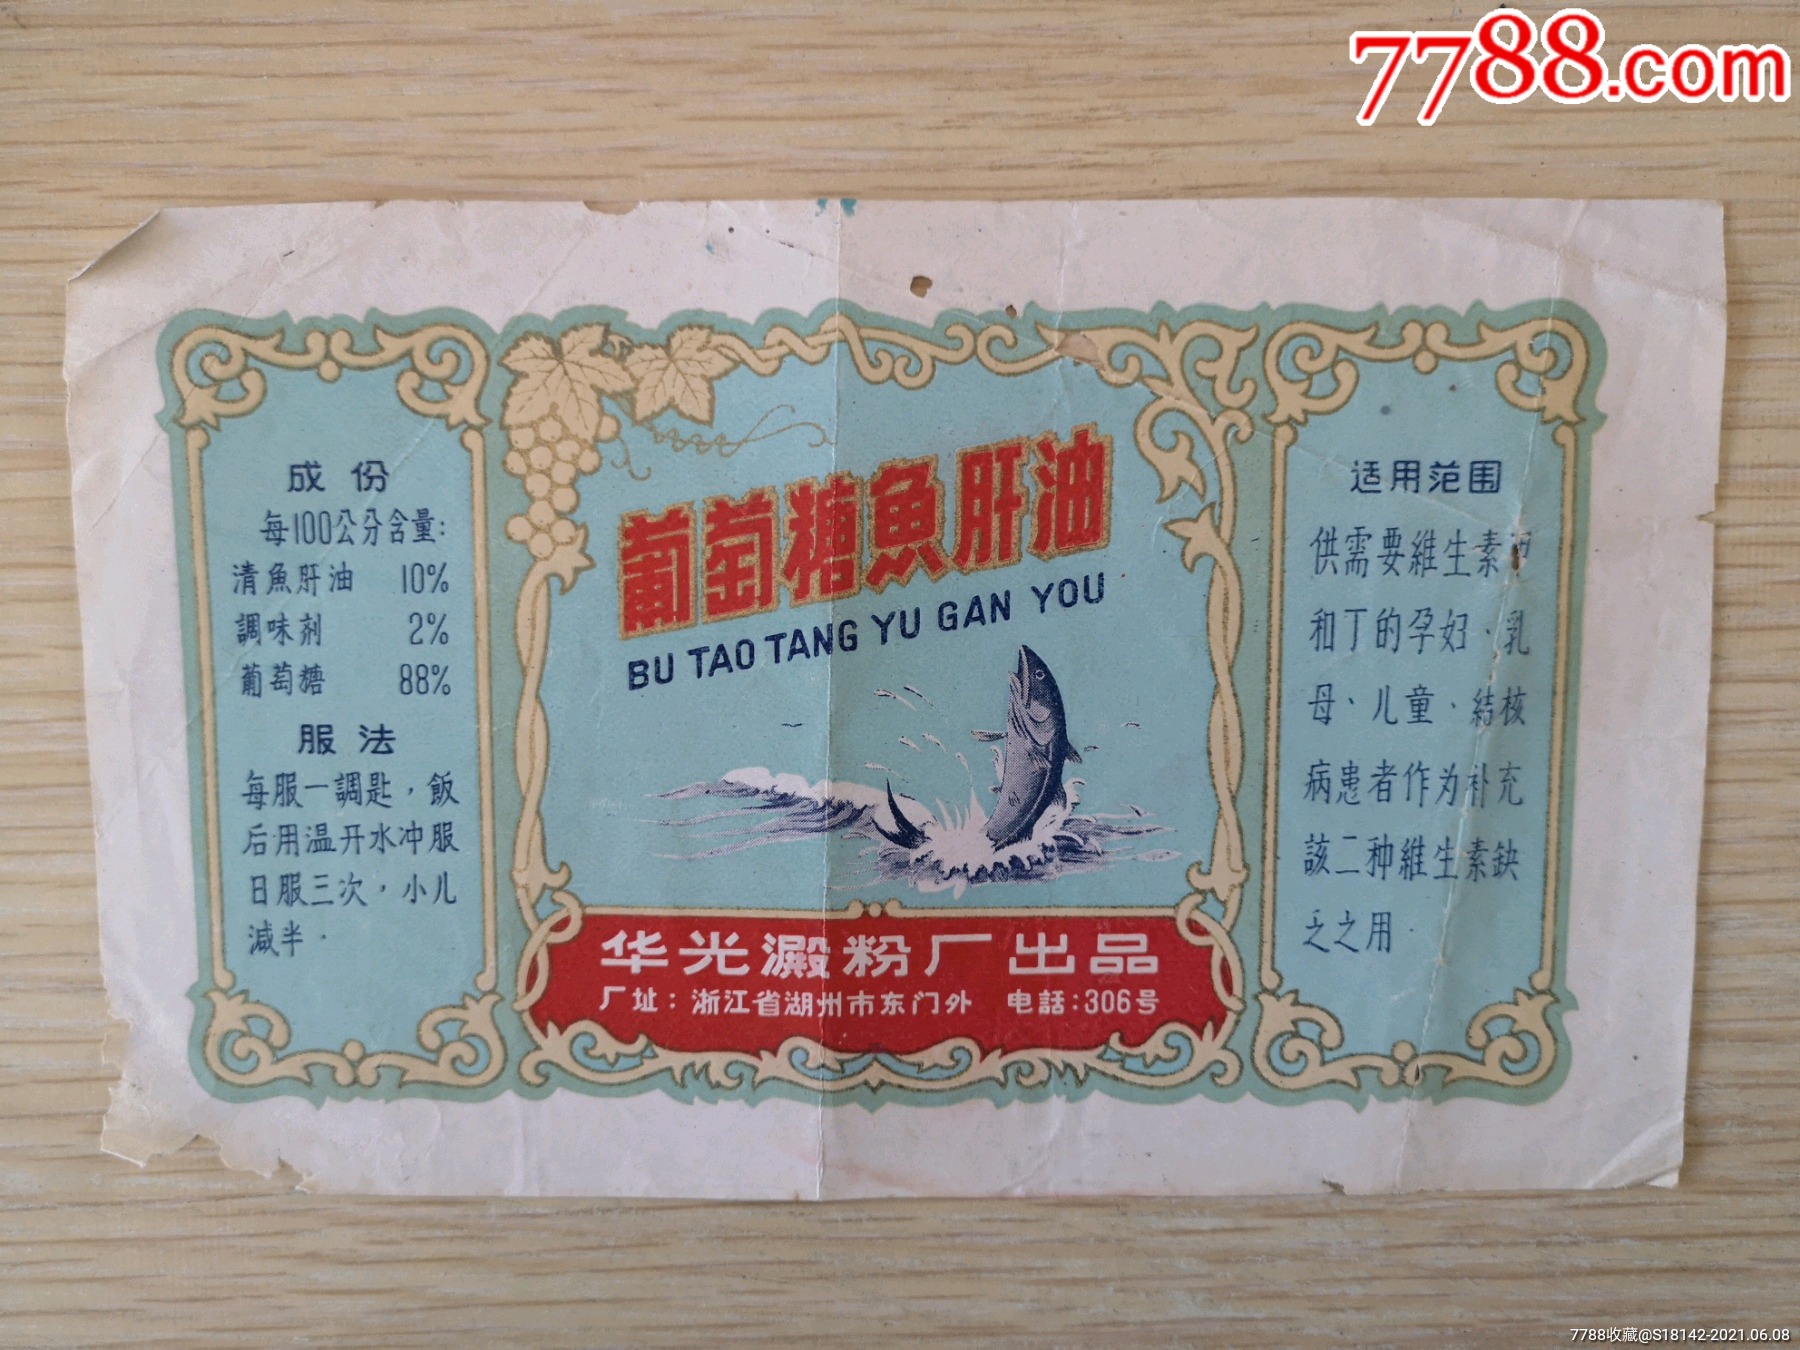 7788.com
成份
每100公分含量:
清魚肝油 10%
調味剂 2%
葡萄糖 88%
服法
每服一調匙，飯
后用温开水冲服
日服三次，小儿
减半．
葡萄糖魚肝油
BU TAO TANG YU GAN YOU
华光澱粉厂出品
厂址：浙江省湖州市东门外 电話:306号
适用范围
供需要維生素甲
和丁的孕妇、乳
母、儿童、結核
病患者作为补充
該二种維生素缺
乏之用．
7788收藏@S18142-2021.06.08